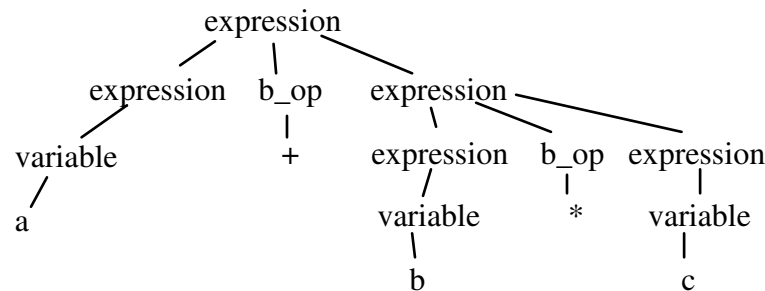 expression
expression b_op expression
variable + expression b_op expression
a variable * variable
b c